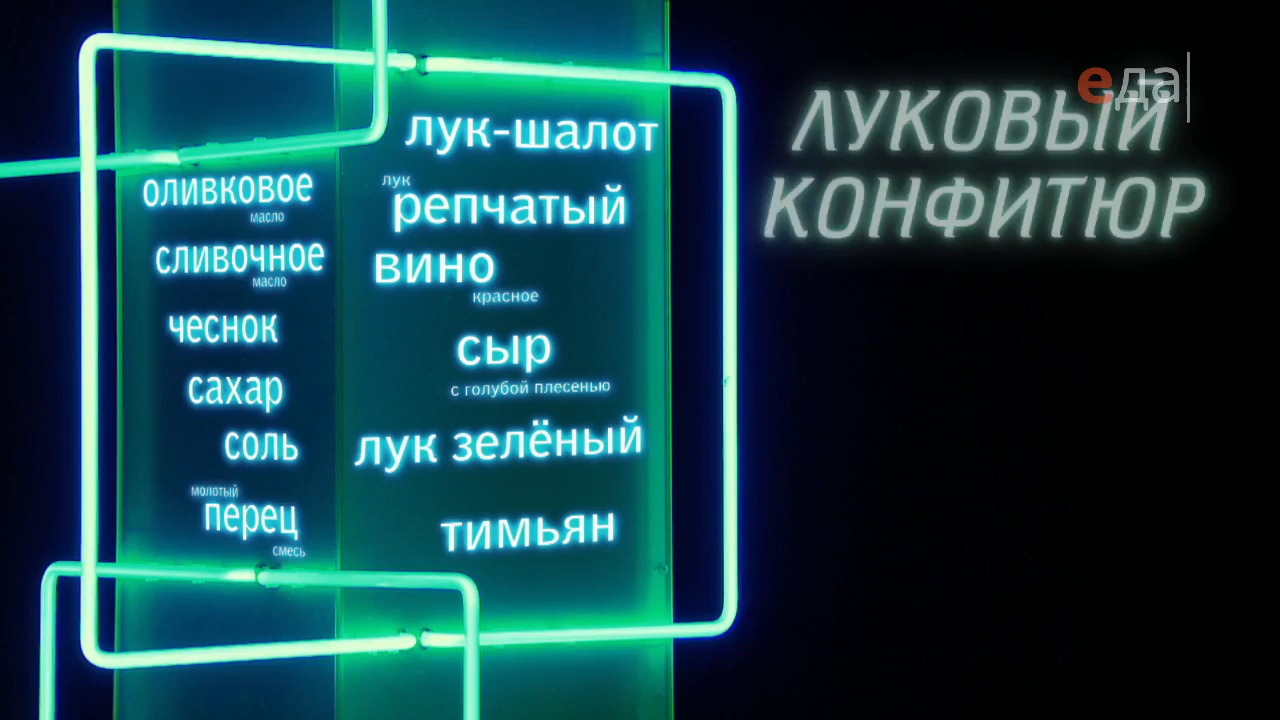 еда
ЛУКОВЫЙ
КОНФИТЮР
оливковое
масло
сливочное
масло
чеснок
сахар
соль
молотый
перец
смесь
лук-шалот
лук
репчатый
вино
красное
сыр
с голубой плесенью
лук зелёный
тимьян